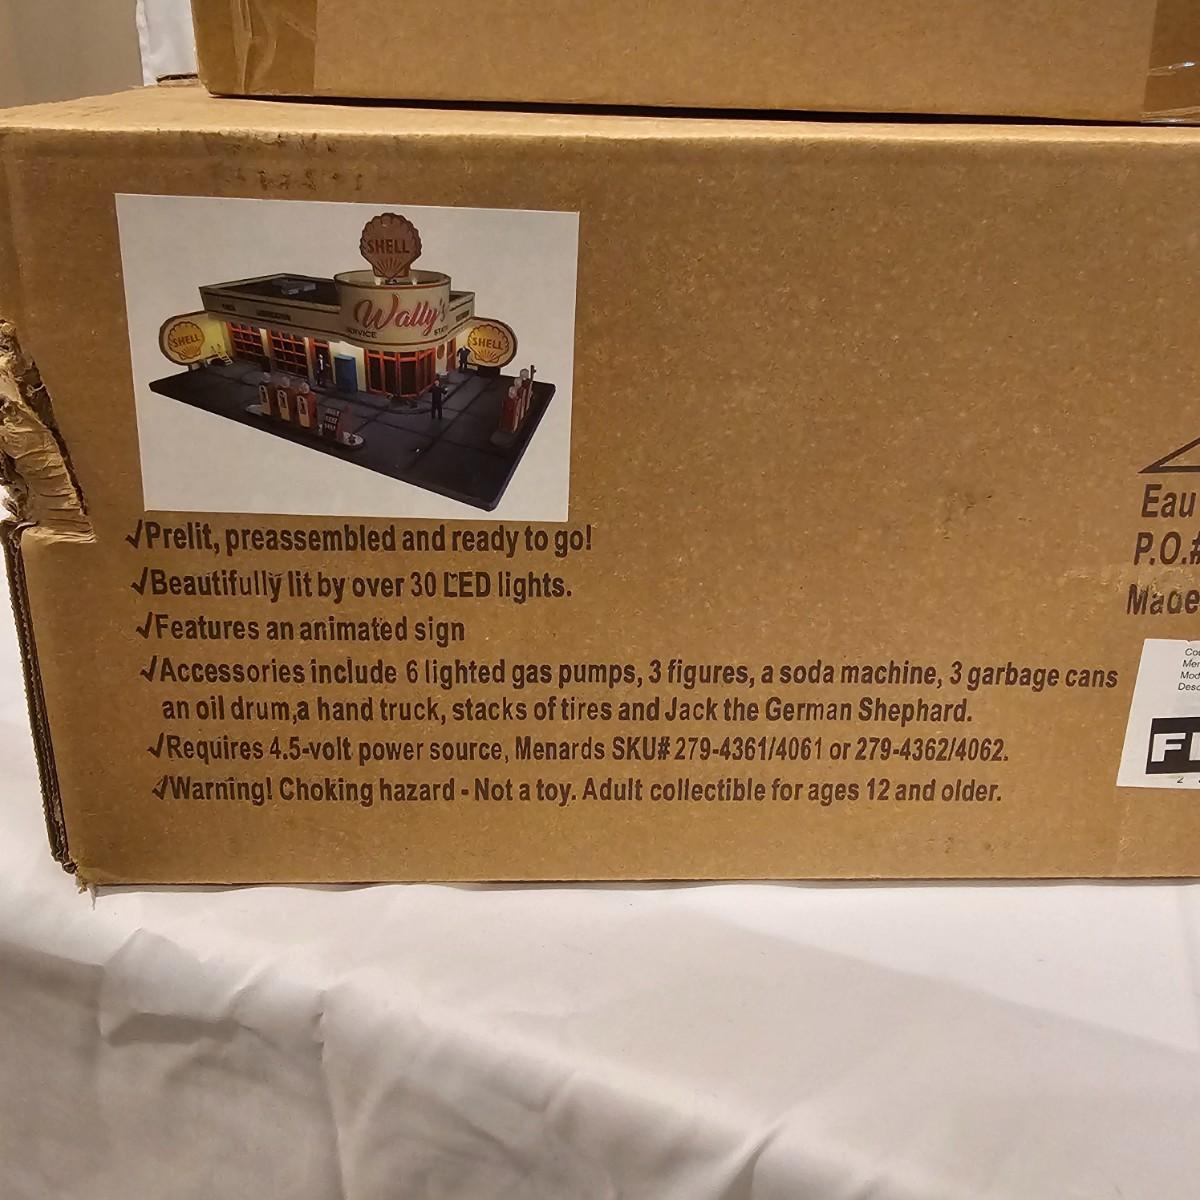 SHELL
Wally's
SERVICE
SHELL
SHELL
√Prelit, preassembled and ready to go!
√Beautifully lit by over 30 LED lights.
√Features an animated sign
√Accessories include 6 lighted gas pumps, 3 figures, a soda machine, 3 garbage cans
an oil drum,a hand truck, stacks of tires and Jack the German Shephard.
√Requires 4.5-volt power source, Menards SKU# 279-4361/4061 or 279-4362/4062.
√Warning! Choking hazard - Not a toy. Adult collectible for ages 12 and older.
Eau
P.O.#
Made